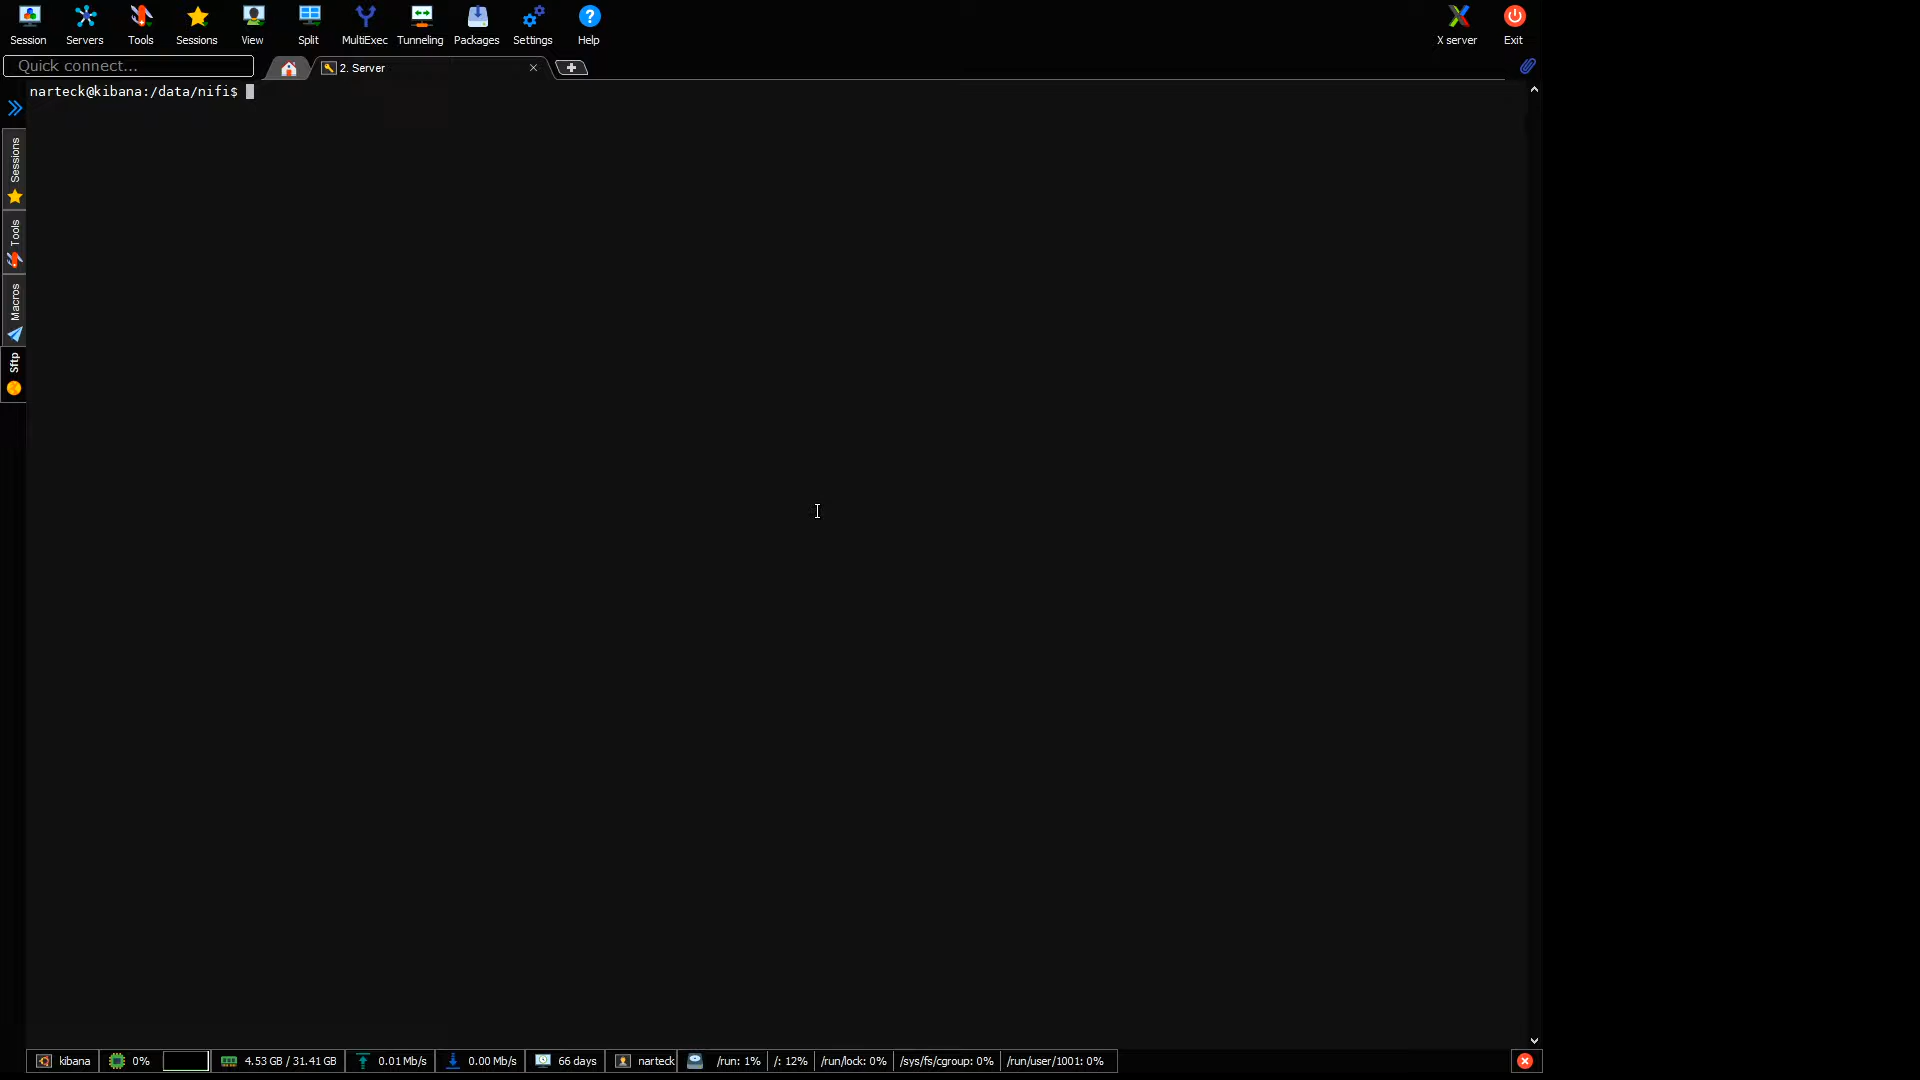 Session Servers Tools Sessions View Split MultiExec Tunneling Packages Settings Help X server Exit
Quick connect... 2. Server
narteck@kibana:/data/nifi$
Sessions
Tools
Macros
Sftp
kibana 0% 4.53 GB / 31.41 GB 0.01 Mb/s 0.00 Mb/s 66 days narteck /run: 1% /: 12% /run/lock: 0% /sys/fs/cgroup: 0% /run/user/1001: 0%